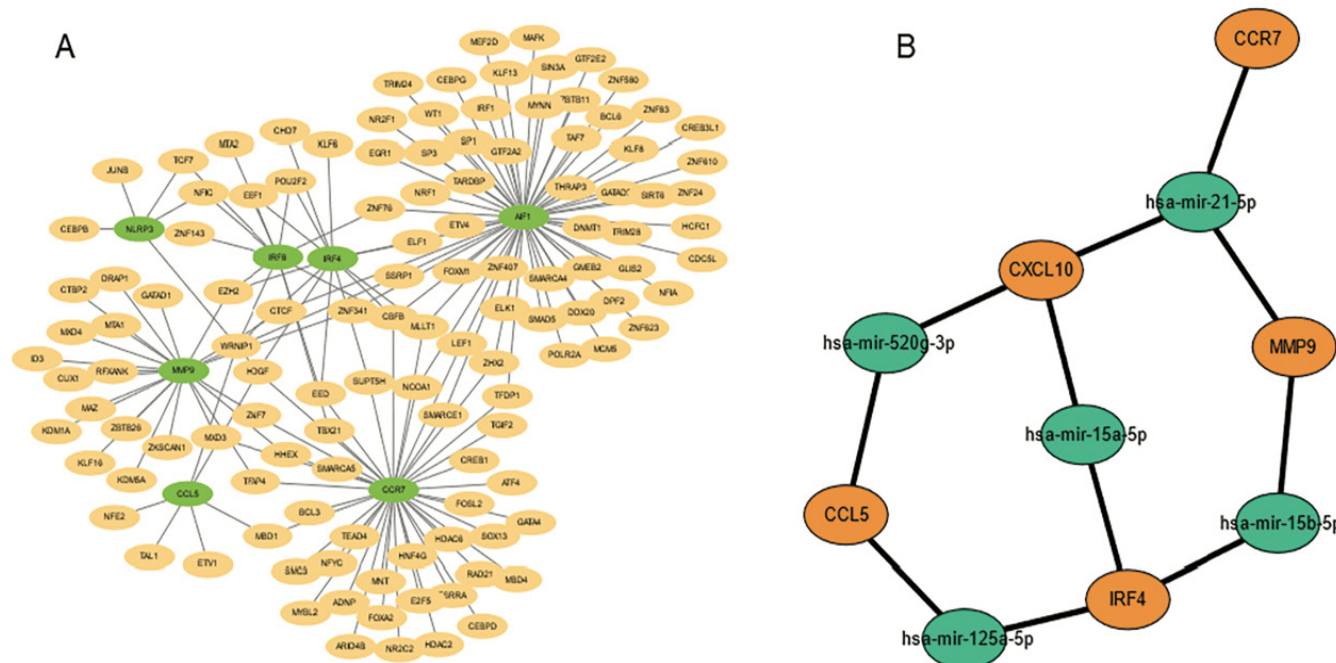 A
B
MEF2D
MAFK
GTF2E2
TRIM24
CEBPG
KLF13
SIN3A
ZNF580
NR2F1
WT1
IRF1
MYNN
ZBTB11
BCL6
ZNF83
CHD7
MTA2
KLF6
EGR1
SP3
SP1
GTF2A2
TAF7
KLF8
CREB3L1
JUNB
TCF7
NFIC
EBF1
POU2F2
NRF1
TARDBP
THRAP3
SIRT6
ZNF610
ZNF24
CEBPB
NLRP3
ZNF143
ZNF76
ETV4
AIF1
DNMT1
TRIM28
HCFC1
IRF8
IRF4
ELF1
CDC5L
CTBP2
DRAP1
GATAD1
EZH2
SSRP1
FOXM1
ZNF407
SMARCA4
GMEB2
GLIS2
NFIA
MXD4
MTA1
CTCF
ZNF341
CBFB
MLLT1
ELK1
SMAD5
DDX20
DPF2
ZNF623
ID3
CUX1
RFXANK
MMP9
WRNIP1
HDGF
LEF1
ZHX2
POLR2A
MCM5
MAZ
KDM1A
ZBTB26
ZNF7
EED
SUPT5H
NCOA1
TFDP1
KLF16
ZKSCAN1
MXD3
TBX21
SMARCE1
TGIF2
KDM5A
HHEX
SMARCA5
CREB1
CCL5
TFAP4
CCR7
ATF4
NFE2
BCL3
FOSL2
GATA4
TAL1
ETV1
MBD1
TEAD4
HNF4G
HDAC6
SOX13
SMC3
NFYC
MNT
RAD21
MBD4
MYBL2
ADNP
FOXA2
E2F5
CEBPD
ARID4B
NR2C2
HDAC2
CCR7
hsa-mir-21-5p
CXCL10
hsa-mir-520g-3p
MMP9
hsa-mir-15a-5p
CCL5
hsa-mir-15b-5p
IRF4
hsa-mir-125a-5p